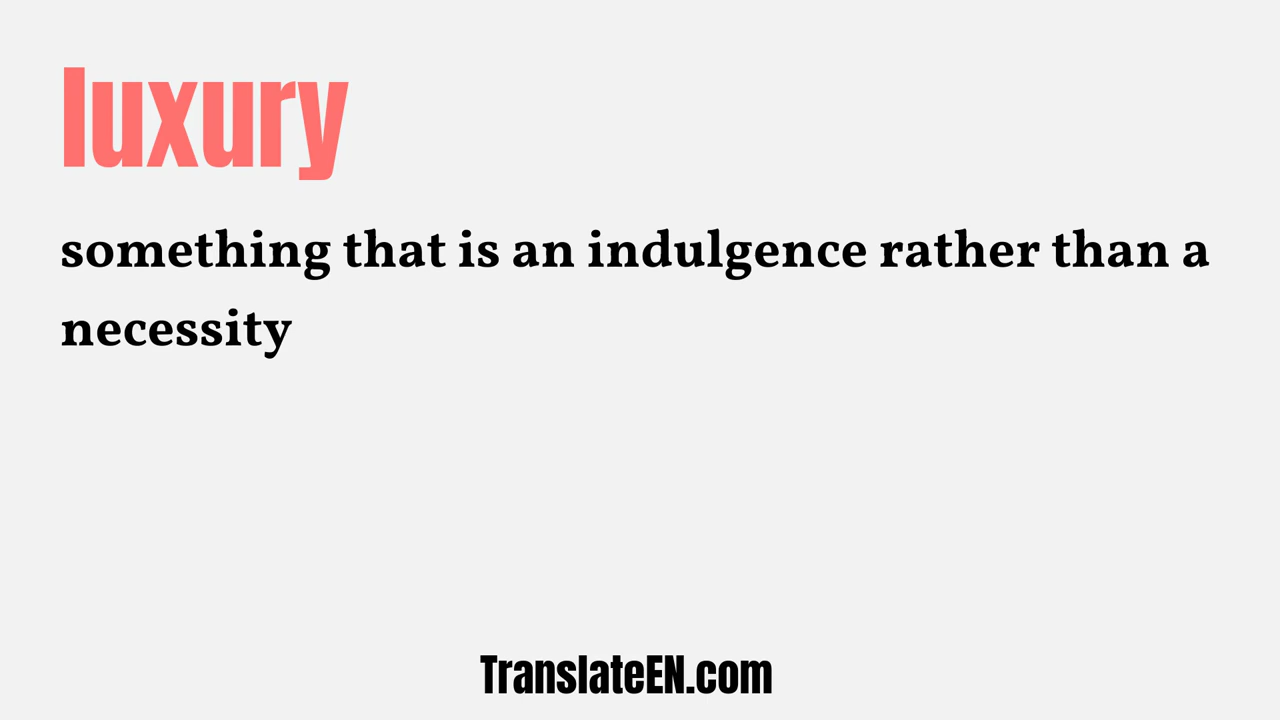 luxury
something that is an indulgence rather than a
necessity
TranslateEN.com